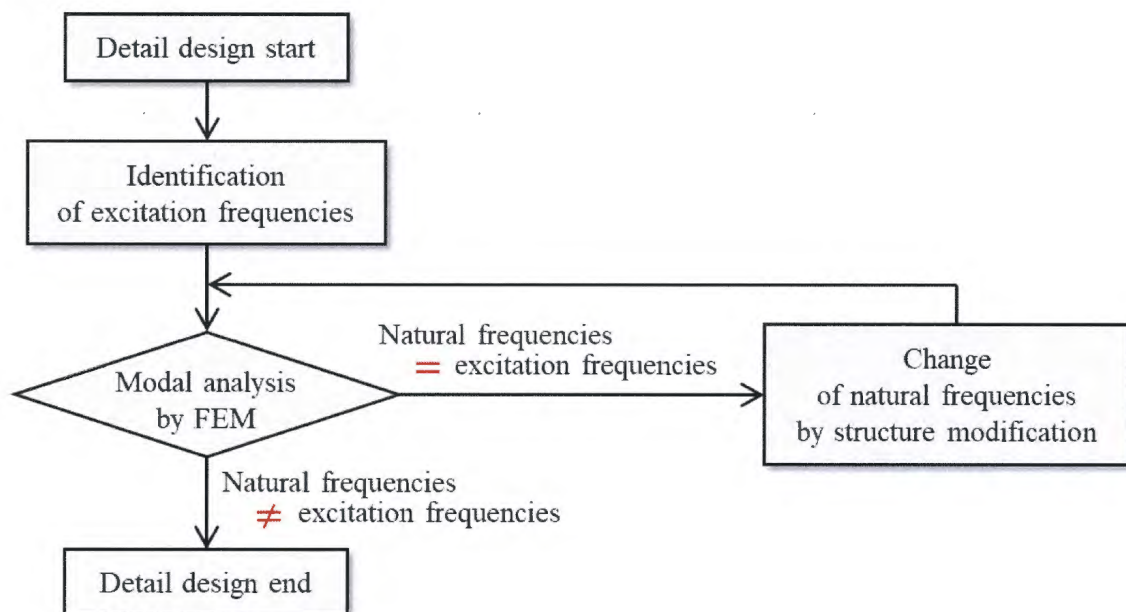 Detail design start
Identification
of excitation frequencies
Natural frequencies
= excitation frequencies
Modal analysis
by FEM
Change
of natural frequencies
by structure modification
Natural frequencies
≠ excitation frequencies
Detail design end